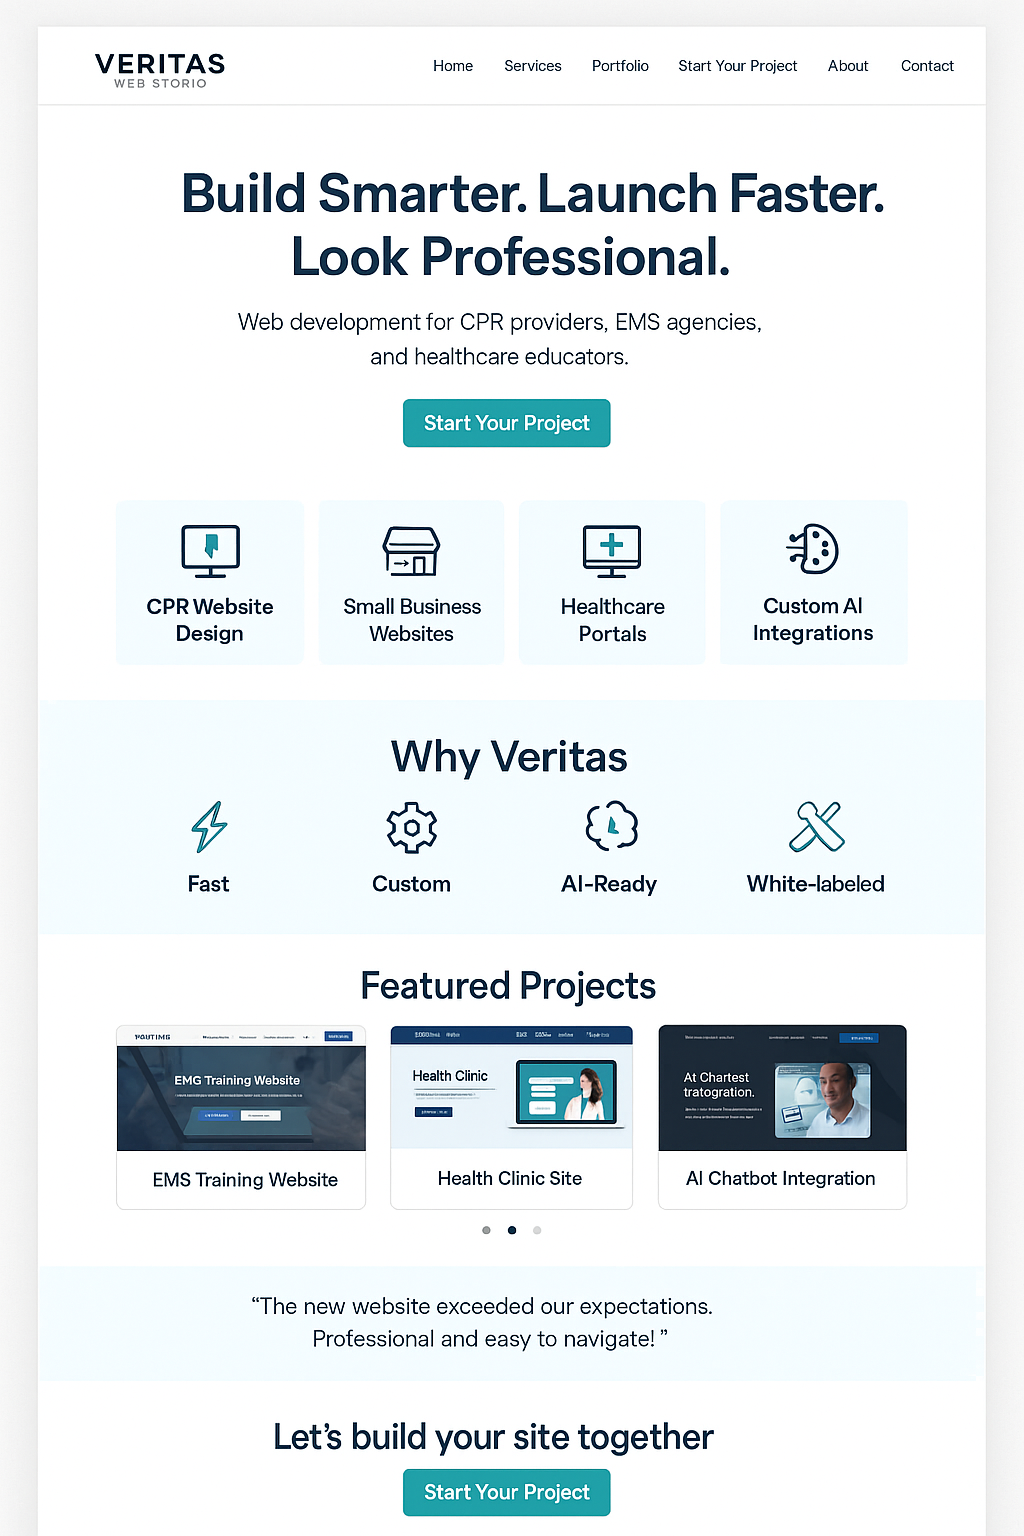 VERITAS
WEB STORIO
Home Services Portfolio Start Your Project About Contact
Build Smarter. Launch Faster.
Look Professional.
Web development for CPR providers, EMS agencies,
and healthcare educators.
Start Your Project
CPR Website
Design
Small Business
Websites
Healthcare
Portals
Custom AI
Integrations
Why Veritas
Fast
Custom
AI-Ready
White-labeled
Featured Projects
EMG Training Website
EMS Training Website
Health Clinic
Health Clinic Site
At Chartest
tratogration.
AI Chatbot Integration
“The new website exceeded our expectations.
Professional and easy to navigate! ”
Let’s build your site together
Start Your Project